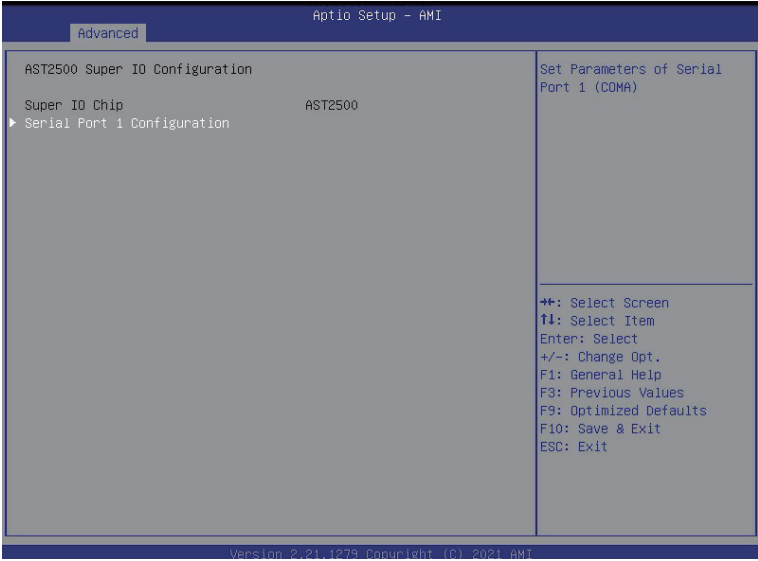 Aptio Setup – AMI
Advanced
AST2500 Super IO Configuration
Super IO Chip AST2500
▶ Serial Port 1 Configuration
Set Parameters of Serial
Port 1 (COMA)
→←: Select Screen
↑↓: Select Item
Enter: Select
+/-: Change Opt.
F1: General Help
F3: Previous Values
F9: Optimized Defaults
F10: Save & Exit
ESC: Exit
Version 2.21.1279 Copyright (C) 2021 AMI